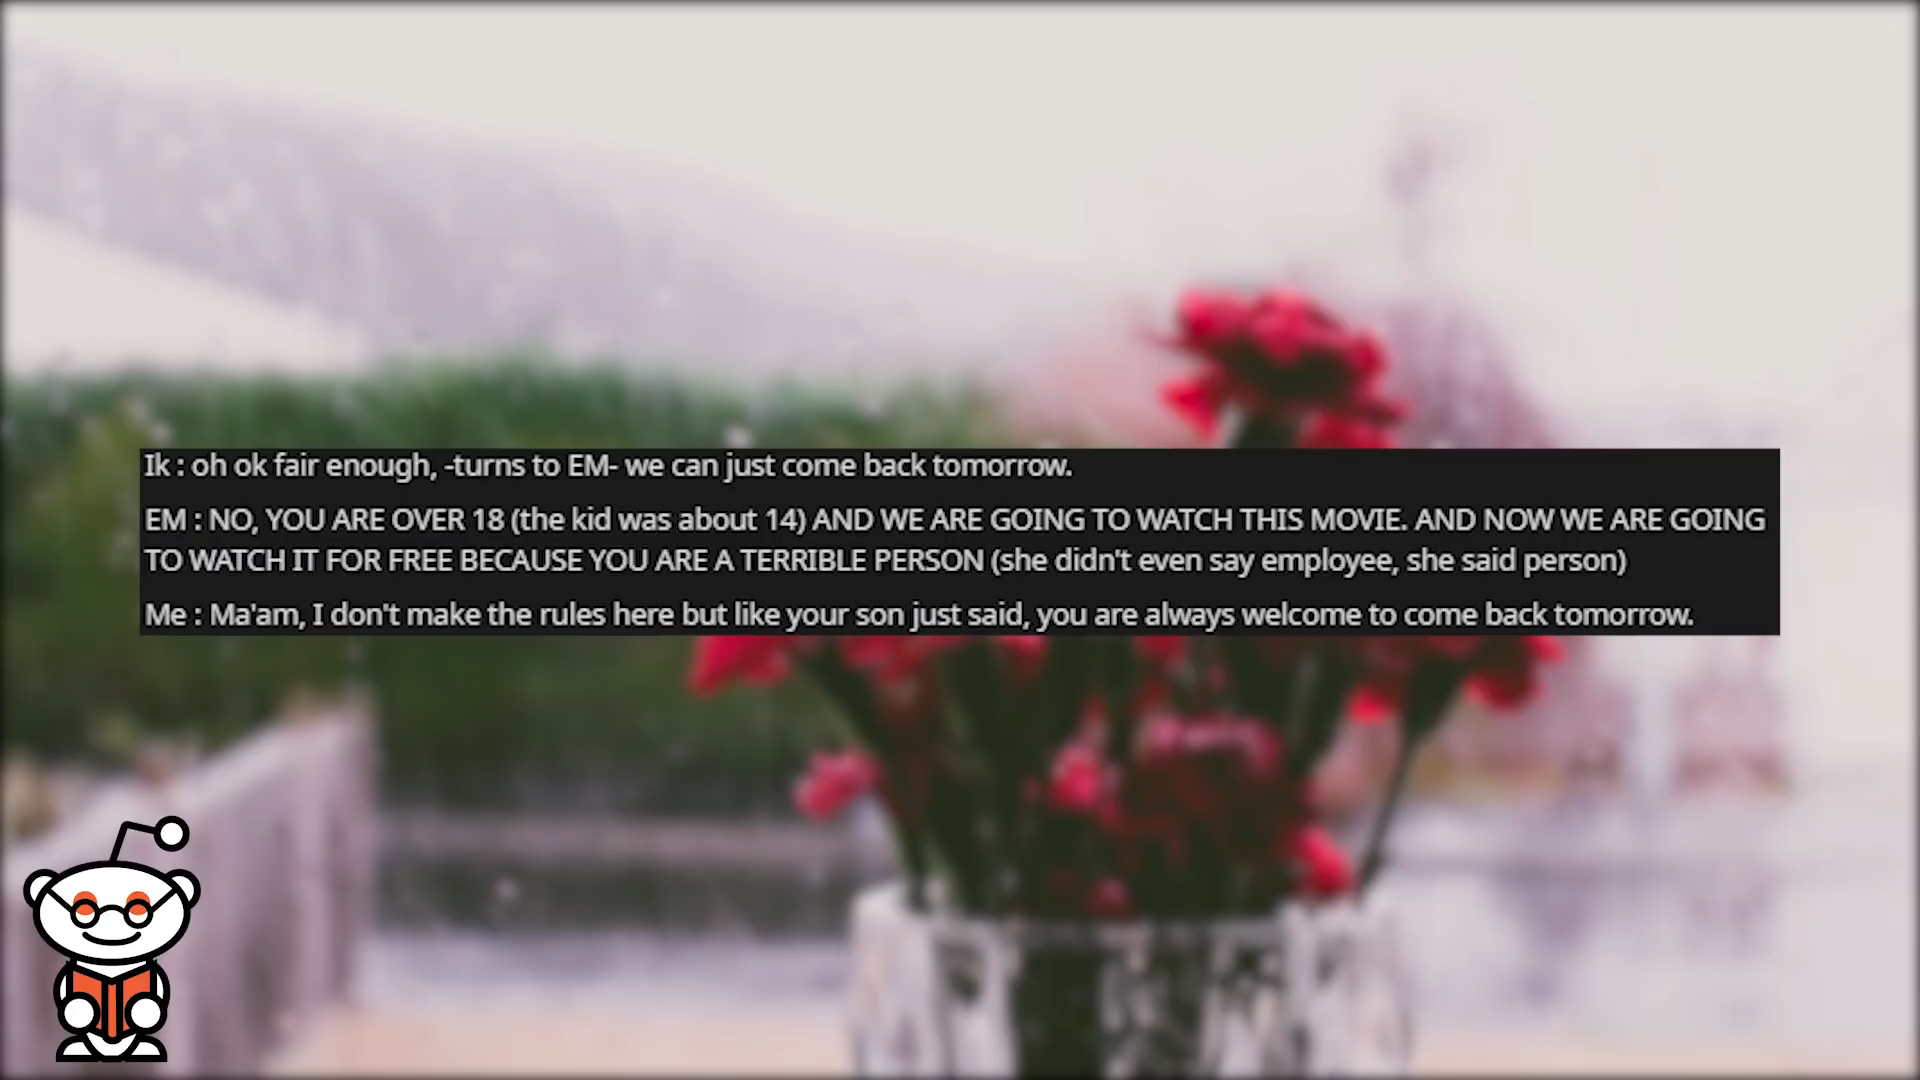 Ik : oh ok fair enough, -turns to EM- we can just come back tomorrow.
EM : NO, YOU ARE OVER 18 (the kid was about 14) AND WE ARE GOING TO WATCH THIS MOVIE. AND NOW WE ARE GOING
TO WATCH IT FOR FREE BECAUSE YOU ARE A TERRIBLE PERSON (she didn't even say employee, she said person)
Me : Ma'am, I don't make the rules here but like your son just said, you are always welcome to come back tomorrow.